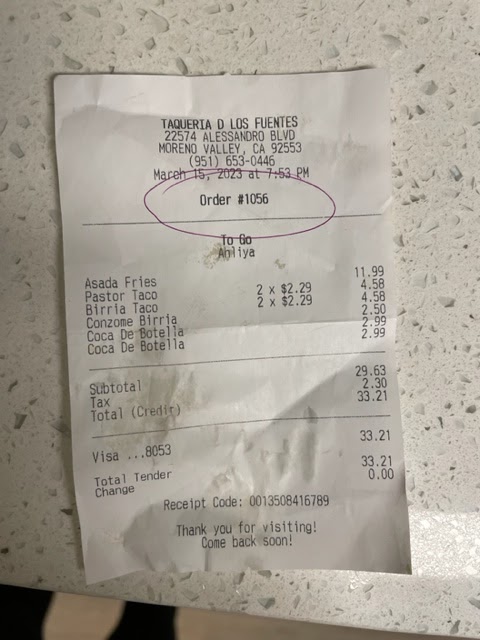 TAQUERIA D LOS FUENTES
22574 ALESSANDRO BLVD
MORENO VALLEY, CA 92553
(951) 653-0446
March 15, 2023 at 7:53 PM
Order #1056
To Go
Anliya
Asada Fries 11.99
Pastor Taco 2 x $2.29 4.58
Birria Taco 2 x $2.29 4.58
Conzome Birria 2.50
Coca De Botella 2.99
Coca De Botella 2.99
Subtotal 29.63
Tax 2.30
Total (Credit) 33.21
Visa ...8053 33.21
Total Tender 33.21
Change 0.00
Receipt Code: 0013508416789
Thank you for visiting!
Come back soon!